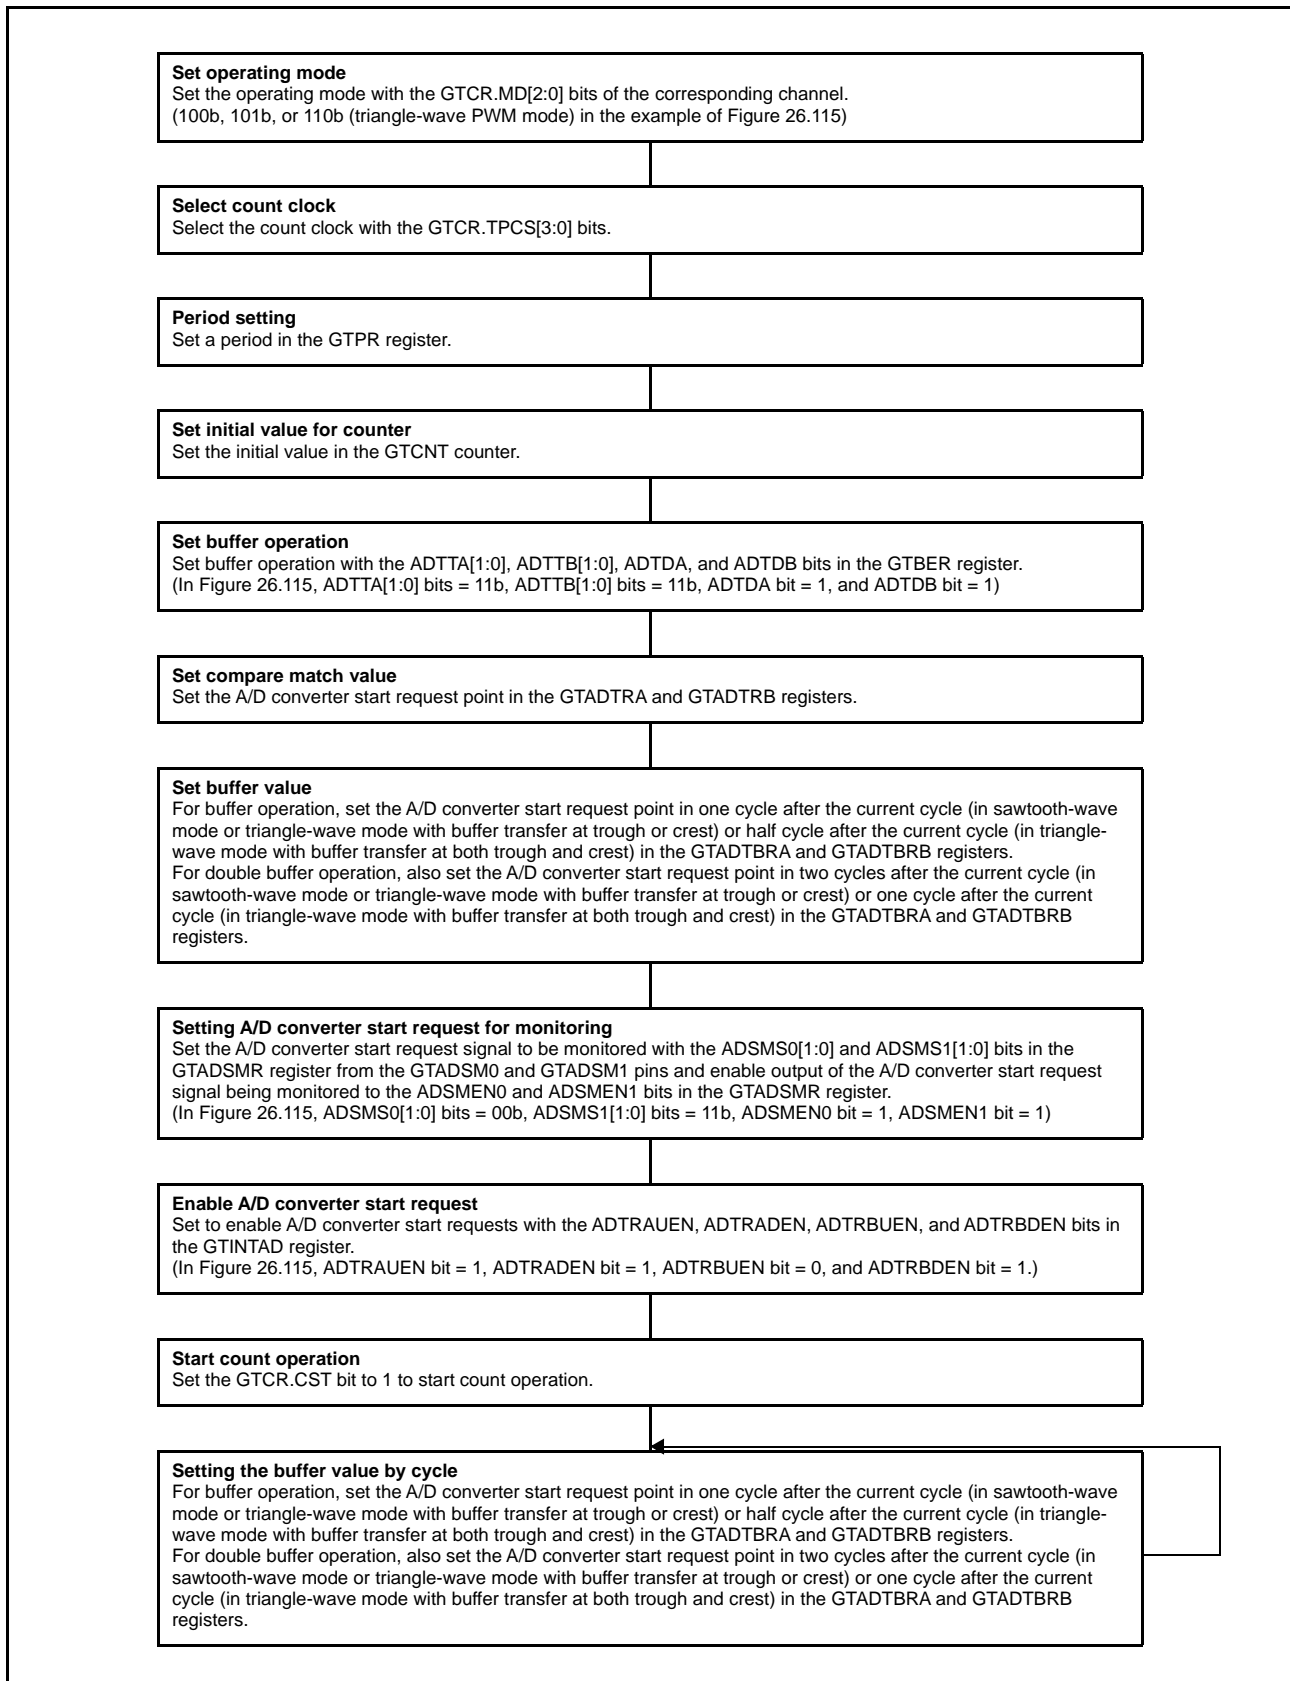 Set operating mode
Set the operating mode with the GTCR.MD[2:0] bits of the corresponding channel.
(100b, 101b, or 110b (triangle-wave PWM mode) in the example of Figure 26.115)
Select count clock
Select the count clock with the GTCR.TPCS[3:0] bits.
Period setting
Set a period in the GTPR register.
Set initial value for counter
Set the initial value in the GTCNT counter.
Set buffer operation
Set buffer operation with the ADTTA[1:0], ADTTB[1:0], ADTDA, and ADTDB bits in the GTBER register.
(In Figure 26.115, ADTTA[1:0] bits = 11b, ADTTB[1:0] bits = 11b, ADTDA bit = 1, and ADTDB bit = 1)
Set compare match value
Set the A/D converter start request point in the GTADTRA and GTADTRB registers.
Set buffer value
For buffer operation, set the A/D converter start request point in one cycle after the current cycle (in sawtooth-wave
mode or triangle-wave mode with buffer transfer at trough or crest) or half cycle after the current cycle (in triangle-
wave mode with buffer transfer at both trough and crest) in the GTADTBRA and GTADTBRB registers.
For double buffer operation, also set the A/D converter start request point in two cycles after the current cycle (in
sawtooth-wave mode or triangle-wave mode with buffer transfer at trough or crest) or one cycle after the current
cycle (in triangle-wave mode with buffer transfer at both trough and crest) in the GTADTBRA and GTADTBRB
registers.
Setting A/D converter start request for monitoring
Set the A/D converter start request signal to be monitored with the ADSMS0[1:0] and ADSMS1[1:0] bits in the
GTADSMR register from the GTADSM0 and GTADSM1 pins and enable output of the A/D converter start request
signal being monitored to the ADSMEN0 and ADSMEN1 bits in the GTADSMR register.
(In Figure 26.115, ADSMS0[1:0] bits = 00b, ADSMS1[1:0] bits = 11b, ADSMEN0 bit = 1, ADSMEN1 bit = 1)
Enable A/D converter start request
Set to enable A/D converter start requests with the ADTRAUEN, ADTRADEN, ADTRBUEN, and ADTRBDEN bits in
the GTINTAD register.
(In Figure 26.115, ADTRAUEN bit = 1, ADTRADEN bit = 1, ADTRBUEN bit = 0, and ADTRBDEN bit = 1.)
Start count operation
Set the GTCR.CST bit to 1 to start count operation.
Setting the buffer value by cycle
For buffer operation, set the A/D converter start request point in one cycle after the current cycle (in sawtooth-wave
mode or triangle-wave mode with buffer transfer at trough or crest) or half cycle after the current cycle (in triangle-
wave mode with buffer transfer at both trough and crest) in the GTADTBRA and GTADTBRB registers.
For double buffer operation, also set the A/D converter start request point in two cycles after the current cycle (in
sawtooth-wave mode or triangle-wave mode with buffer transfer at trough or crest) or one cycle after the current
cycle (in triangle-wave mode with buffer transfer at both trough and crest) in the GTADTBRA and GTADTBRB
registers.